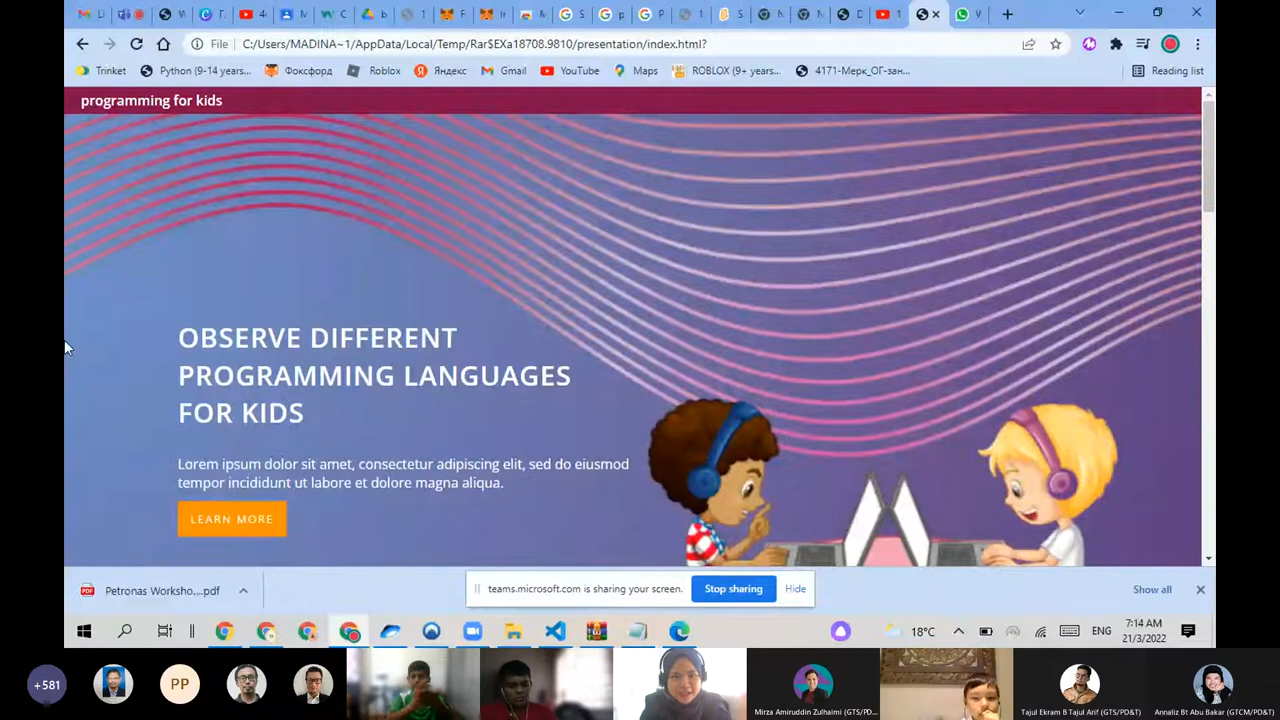 File
C:/Users/MADINA~1/AppData/Local/Temp/Rar$EXa18708.9810/presentation/index.html?
Trinket
Python (9-14 years...
Фоксфорд
Roblox
Яндекс
Gmail
YouTube
Maps
ROBLOX (9+ years...
4171-Мерк_ОГ-зан...
Reading list
programming for kids
OBSERVE DIFFERENT
PROGRAMMING LANGUAGES
FOR KIDS
Lorem ipsum dolor sit amet, consectetur adipiscing elit, sed do eiusmod
tempor incididunt ut labore et dolore magna aliqua.
LEARN MORE
PDF
Petronas Worksho....pdf
teams.microsoft.com is sharing your screen.
Stop sharing
Hide
Show all
18°C
ENG
7:14 AM
21/3/2022
+581
PP
Mirza Amiruddin Zulhaimi (GTS/PD...
Tajul Ekram B Tajul Arif (GTS/PD&T)
Annaliz Bt Abu Bakar (GTCM/PD&T)